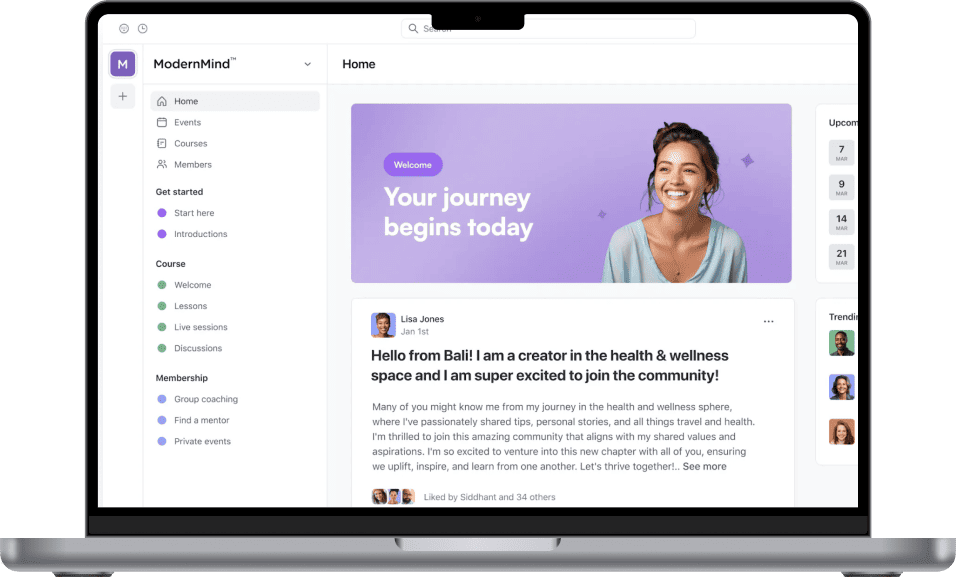 Search
M
ModernMind™
Home
Home
Events
Courses
Members
Get started
Start here
Introductions
Course
Welcome
Lessons
Live sessions
Discussions
Membership
Group coaching
Find a mentor
Private events
Welcome
Your journey
begins today
Lisa Jones
Jan 1st
Hello from Bali! I am a creator in the health & wellness
space and I am super excited to join the community!
Many of you might know me from my journey in the health and wellness sphere,
where I've passionately shared tips, personal stories, and all things travel and health.
I'm thrilled to join this amazing community that aligns with my shared values and
aspirations. I'm so excited to venture into this new chapter with all of you, ensuring
we uplift, inspire, and learn from one another. Let's thrive together!.. See more
Liked by Siddhant and 34 others
Upcom
7
MAR
9
MAR
14
MAR
21
MAR
Trendin